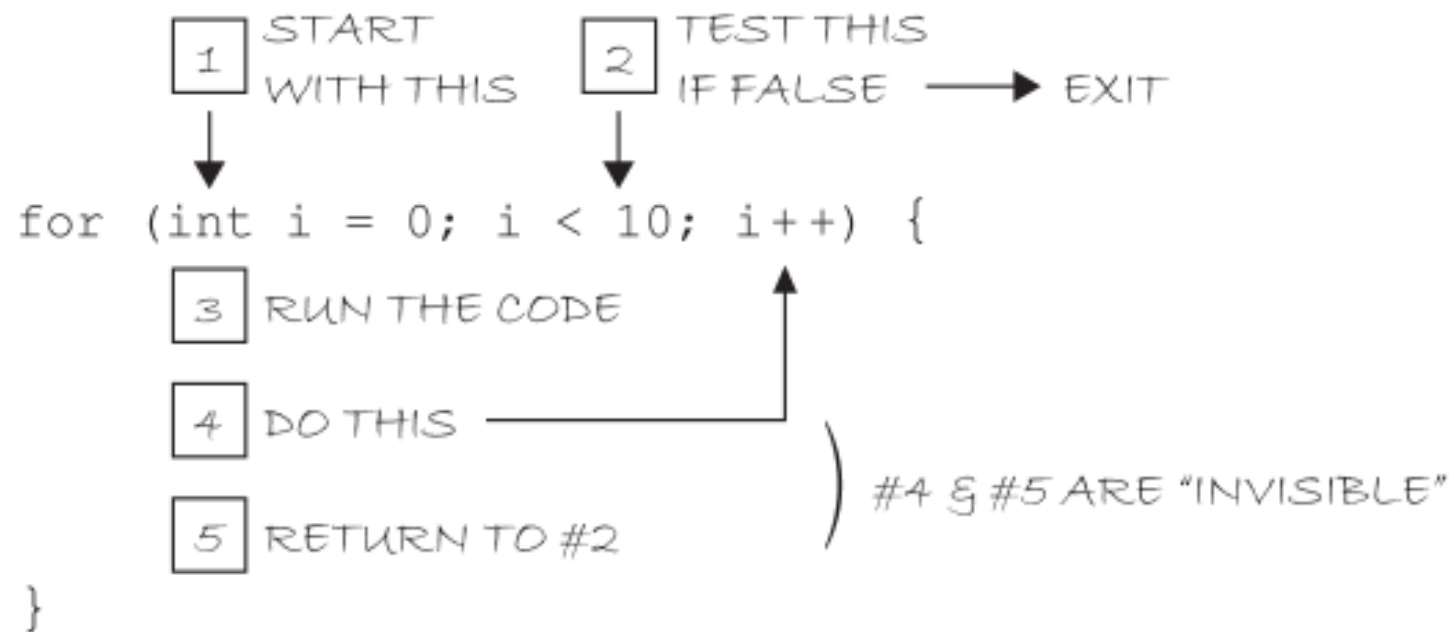 1 START
WITH THIS
2 TEST THIS
IF FALSE EXIT
for (int i = 0; i < 10; i++) {
3 RUN THE CODE
4 DO THIS
#4 & #5 ARE “INVISIBLE”
5 RETURN TO #2
}